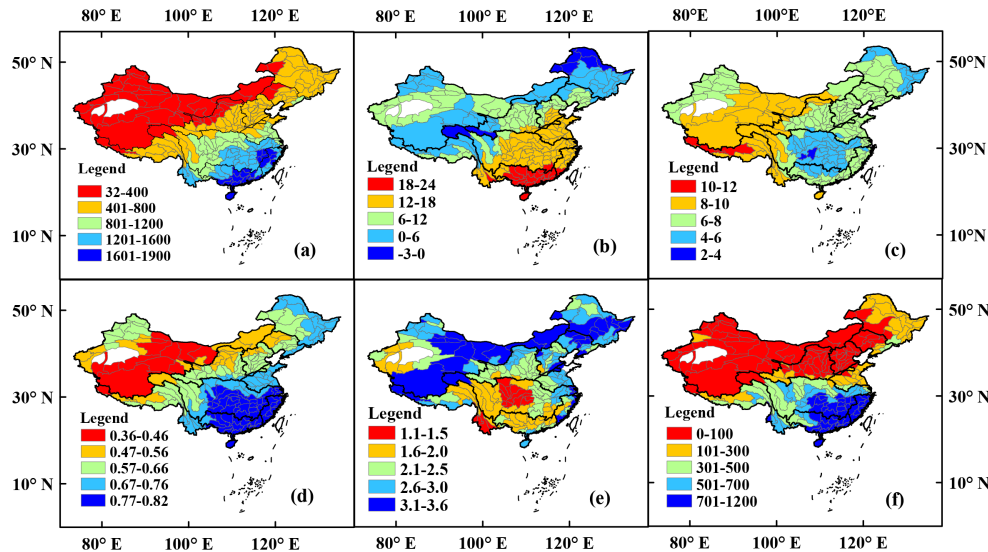 80° E 100° E 120° E 80° E 100° E 120° E 80° E 100° E 120° E
50° N
30° N
10° N
Legend
32-400
401-800
801-1200
1201-1600
1601-1900
(a)
Legend
18-24
12-18
6-12
0-6
-3-0
(b)
Legend
10-12
8-10
6-8
4-6
2-4
(c)
50° N
30° N
10°N
50° N
30° N
10° N
Legend
0.36-0.46
0.47-0.56
0.57-0.66
0.67-0.76
0.77-0.82
(d)
Legend
1.1-1.5
1.6-2.0
2.1-2.5
2.6-3.0
3.1-3.6
(e)
Legend
0-100
101-300
301-500
501-700
701-1200
(f)
50° N
30° N
10° N
80° E 100° E 120° E 80° E 100° E 120° E 80° E 100° E 120° E